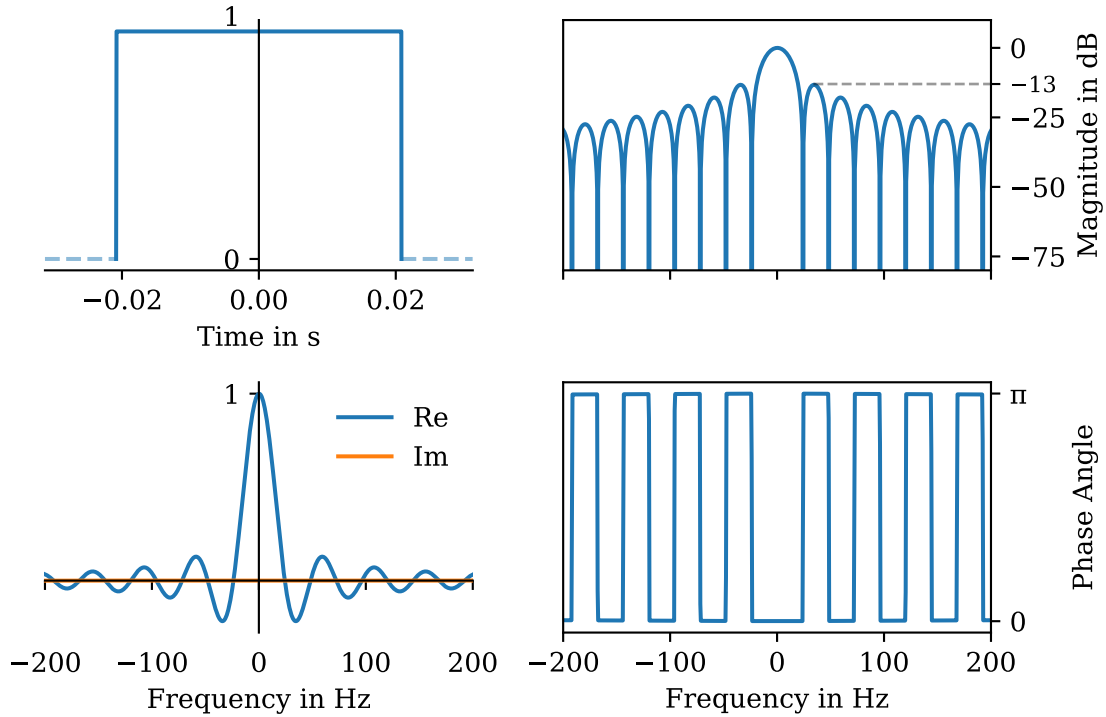 1
0
−0.02 0.00 0.02
Time in s
0
−13
−25
−50
−75
Magnitude in dB
1
Re
Im
−200 −100 0 100 200
Frequency in Hz
π
0
Phase Angle
−200 −100 0 100 200
Frequency in Hz